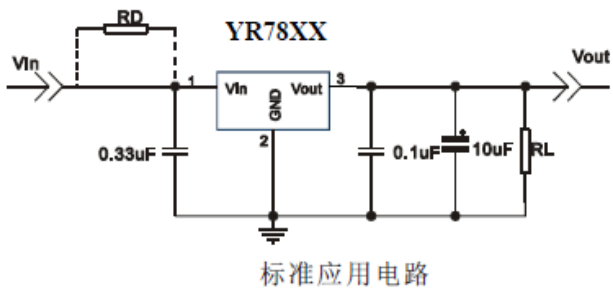 RD
YR78XX
VIn
Vout
1
VIn
Vout
3
GND
2
0.33uF
0.1uF
10uF
RL
标准应用电路